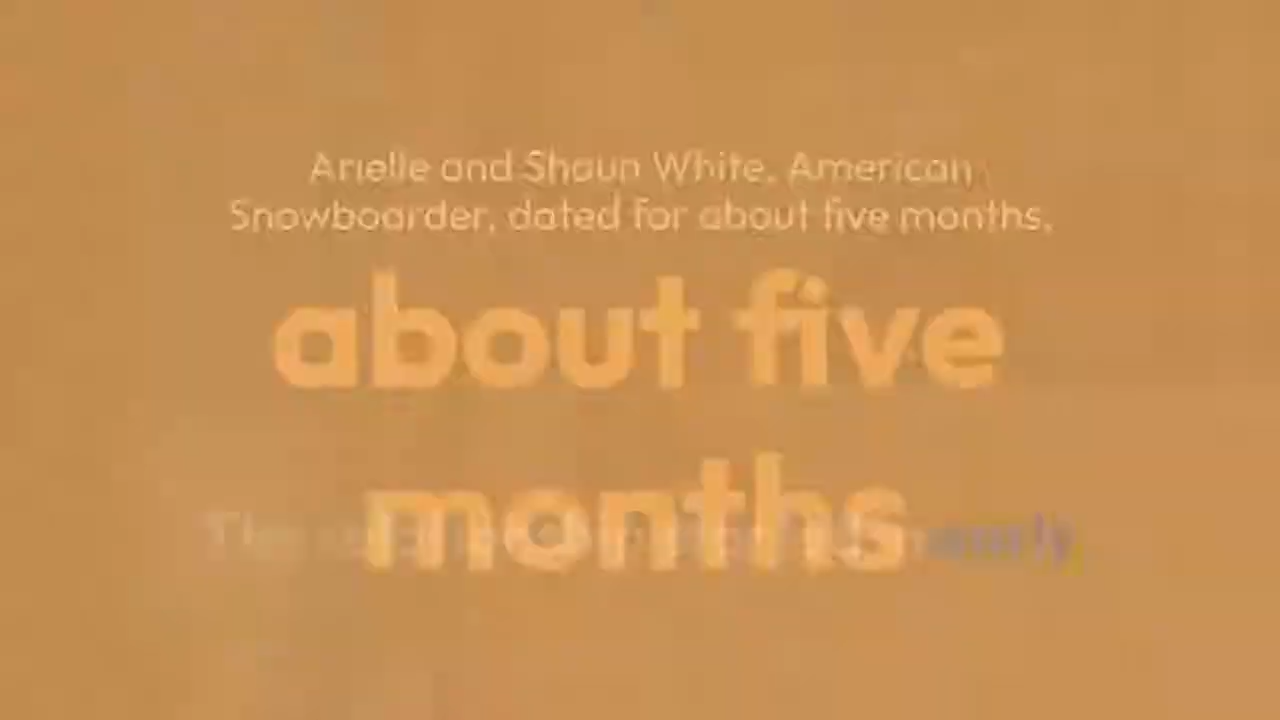 Arielle and Shaun White, American
Snowboarder, dated for about five months.
about five
months